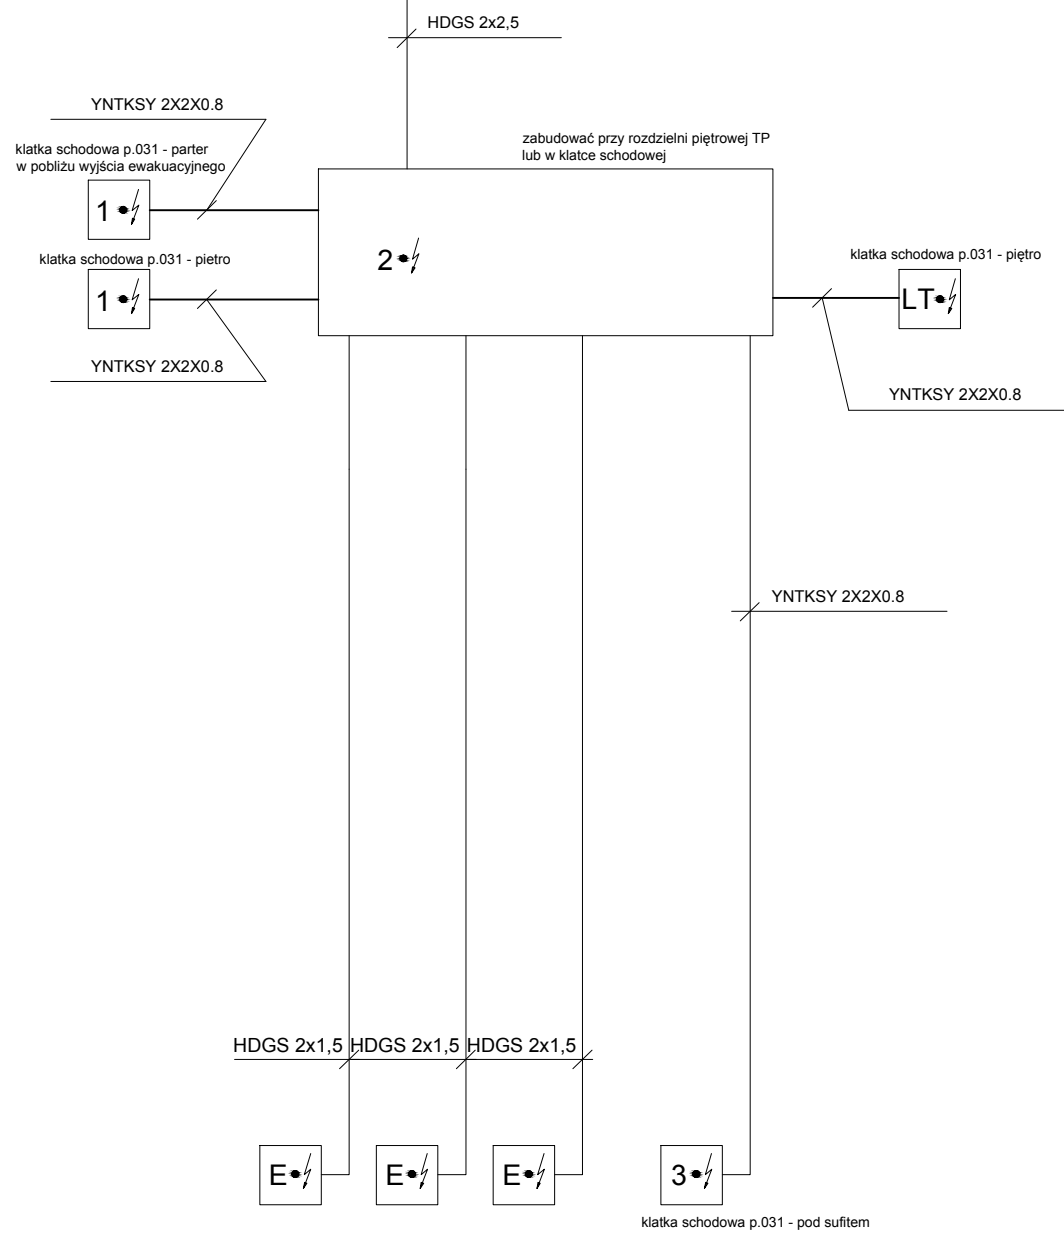 HDGS 2x2,5
YNTKSY 2X2X0.8
klatka schodowa p.031 - parter
w pobliżu wyjścia ewakuacyjnego
zabudować przy rozdzielni piętrowej TP
lub w klatce schodowej
1
2
klatka schodowa p.031 - pietro
klatka schodowa p.031 - piętro
1
LT
YNTKSY 2X2X0.8
YNTKSY 2X2X0.8
YNTKSY 2X2X0.8
HDGS 2x1,5 HDGS 2x1,5 HDGS 2x1,5
E E E 3
klatka schodowa p.031 - pod sufitem